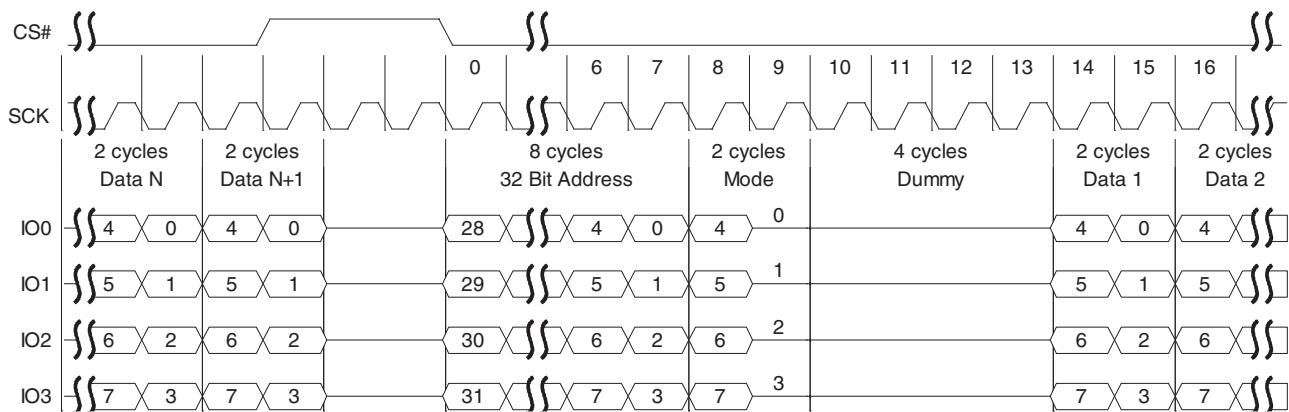 CS#
0 6 7 8 9 10 11 12 13 14 15 16
SCK
2 cycles 2 cycles 8 cycles 2 cycles 4 cycles 2 cycles 2 cycles
Data N Data N+1 32 Bit Address Mode Dummy Data 1 Data 2
IO0 4 0 4 0 28 4 0 4 0 4 0 4
IO1 5 1 5 1 29 5 1 5 1 5 1 5
IO2 6 2 6 2 30 6 2 6 2 6 2 6
IO3 7 3 7 3 31 7 3 7 3 7 3 7